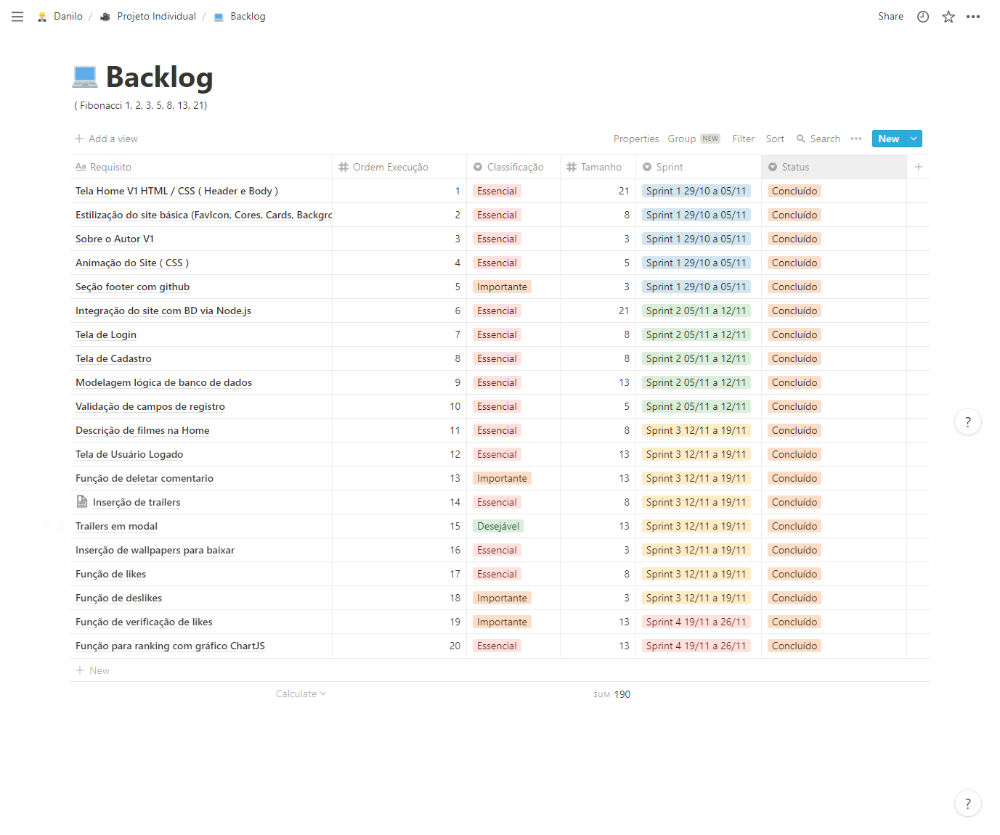 Danilo / Projeto Individual / Backlog Share
Backlog
( Fibonacci 1, 2, 3, 5, 8, 13, 21)
Add a view Properties Group NEW Filter Sort Search New
Aa Requisito Ordem Execução Classificação Tamanho Sprint Status
Tela Home V1 HTML / CSS ( Header e Body ) 1 Essencial 21 Sprint 1 29/10 a 05/11 Concluído
Estilização do site básica (FavIcon, Cores, Cards, Backgro 2 Essencial 8 Sprint 1 29/10 a 05/11 Concluído
Sobre o Autor V1 3 Essencial 3 Sprint 1 29/10 a 05/11 Concluído
Animação do Site ( CSS ) 4 Essencial 5 Sprint 1 29/10 a 05/11 Concluído
Seção footer com github 5 Importante 3 Sprint 1 29/10 a 05/11 Concluído
Integração do site com BD via Node.js 6 Essencial 21 Sprint 2 05/11 a 12/11 Concluído
Tela de Login 7 Essencial 8 Sprint 2 05/11 a 12/11 Concluído
Tela de Cadastro 8 Essencial 8 Sprint 2 05/11 a 12/11 Concluído
Modelagem lógica de banco de dados 9 Essencial 13 Sprint 2 05/11 a 12/11 Concluído
Validação de campos de registro 10 Essencial 5 Sprint 2 05/11 a 12/11 Concluído
Descrição de filmes na Home 11 Essencial 8 Sprint 3 12/11 a 19/11 Concluído
Tela de Usuário Logado 12 Essencial 13 Sprint 3 12/11 a 19/11 Concluído
Função de deletar comentario 13 Importante 13 Sprint 3 12/11 a 19/11 Concluído
Inserção de trailers 14 Essencial 8 Sprint 3 12/11 a 19/11 Concluído
Trailers em modal 15 Desejável 13 Sprint 3 12/11 a 19/11 Concluído
Inserção de wallpapers para baixar 16 Essencial 3 Sprint 3 12/11 a 19/11 Concluído
Função de likes 17 Essencial 8 Sprint 3 12/11 a 19/11 Concluído
Função de deslikes 18 Importante 3 Sprint 3 12/11 a 19/11 Concluído
Função de verificação de likes 19 Importante 13 Sprint 4 19/11 a 26/11 Concluído
Função para ranking com gráfico ChartJS 20 Essencial 13 Sprint 4 19/11 a 26/11 Concluído
New
Calculate SUM 190
?
?